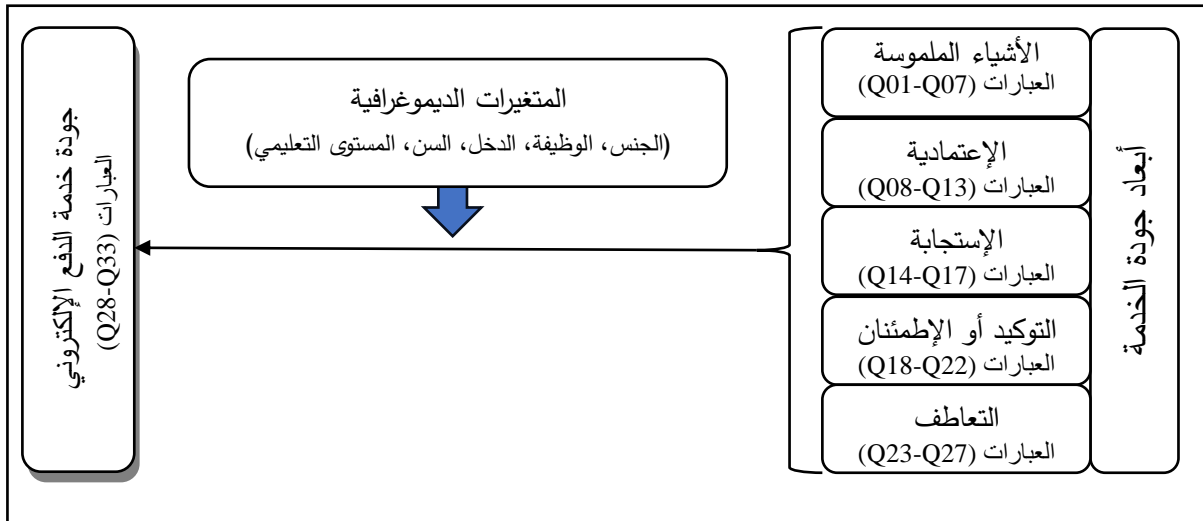 أبعاد جودة الخدمة
الأشياء الملموسة
العبارات (Q01-Q07)
الإعتمادية
العبارات (Q08-Q13)
الإستجابة
العبارات (Q14-Q17)
التوكيد أو الإطمئنان
العبارات (Q18-Q22)
التعاطف
العبارات (Q23-Q27)
المتغيرات الديموغرافية
(الجنس، الوظيفة، الدخل، السن، المستوى التعليمي)
جودة خدمة الدفع الإلكتروني
العبارات (Q28-Q33)